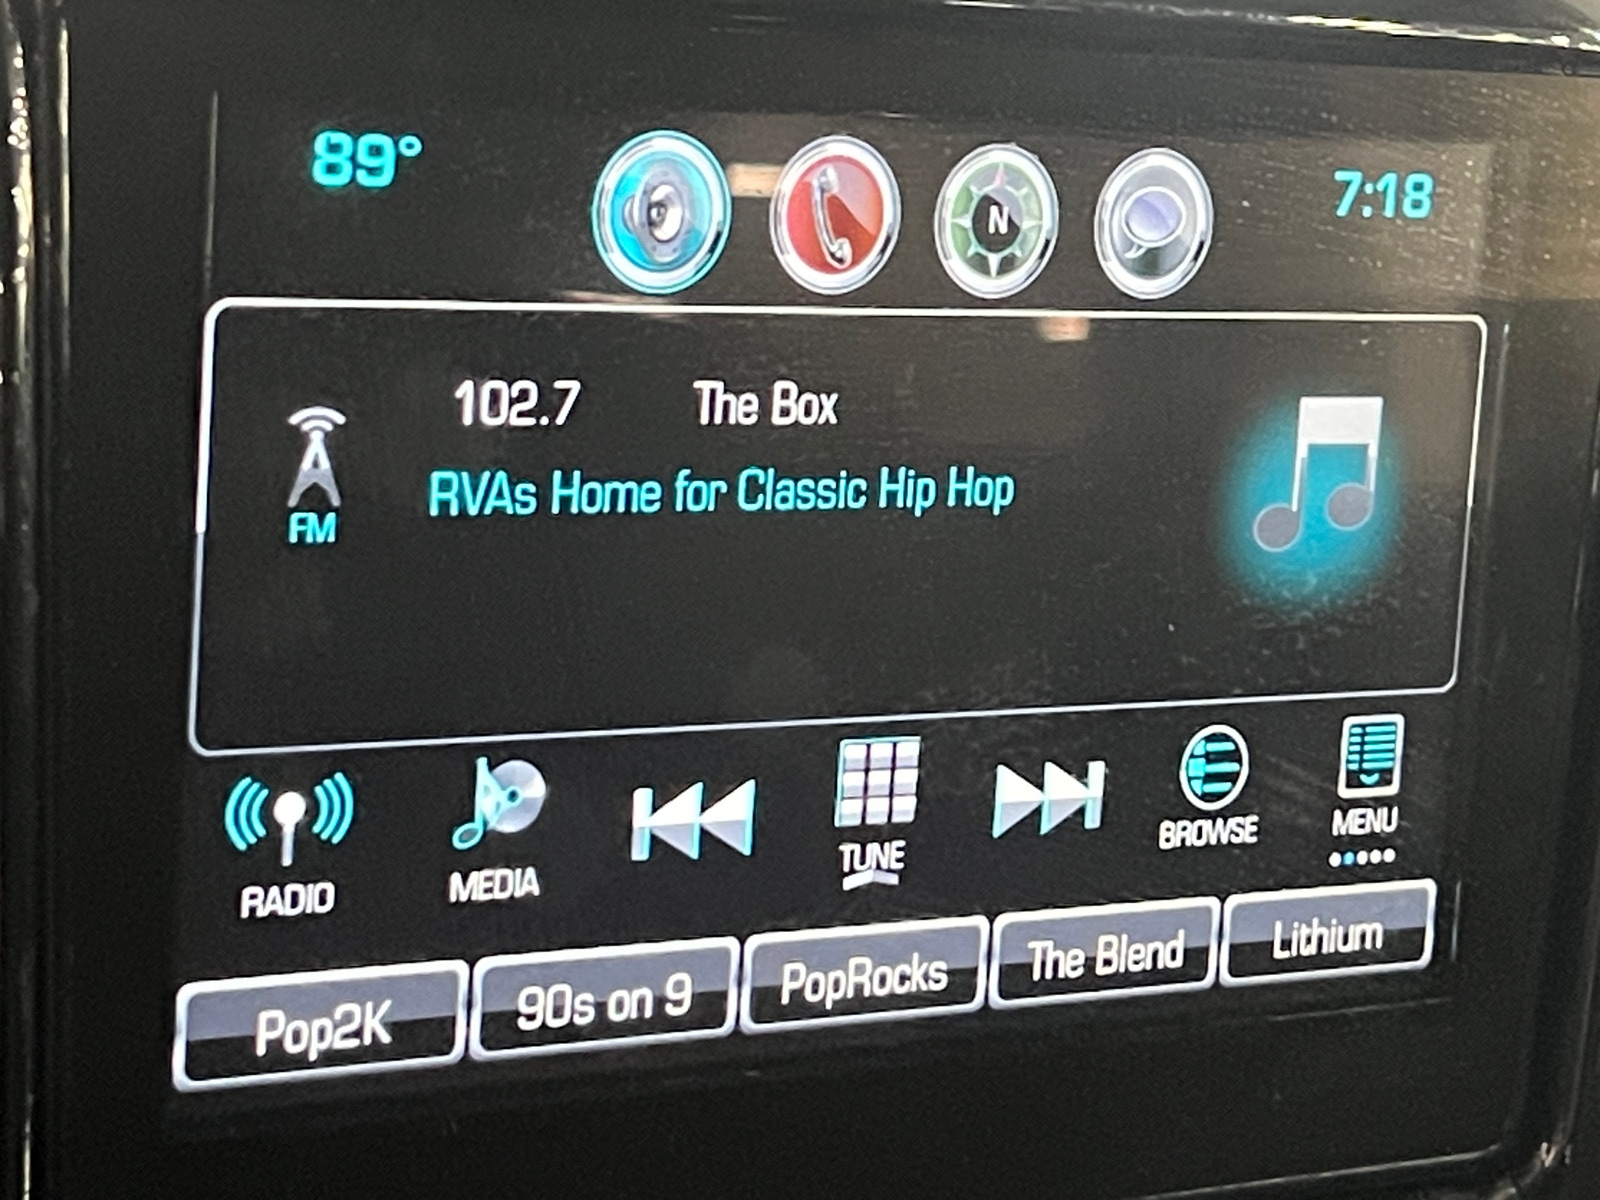 89°
N
7:18
102.7 The Box
FM
RVAs Home for Classic Hip Hop
RADIO
MEDIA
TUNE
BROWSE
MENU
Pop2K
90s on 9
PopRocks
The Blend
Lithium